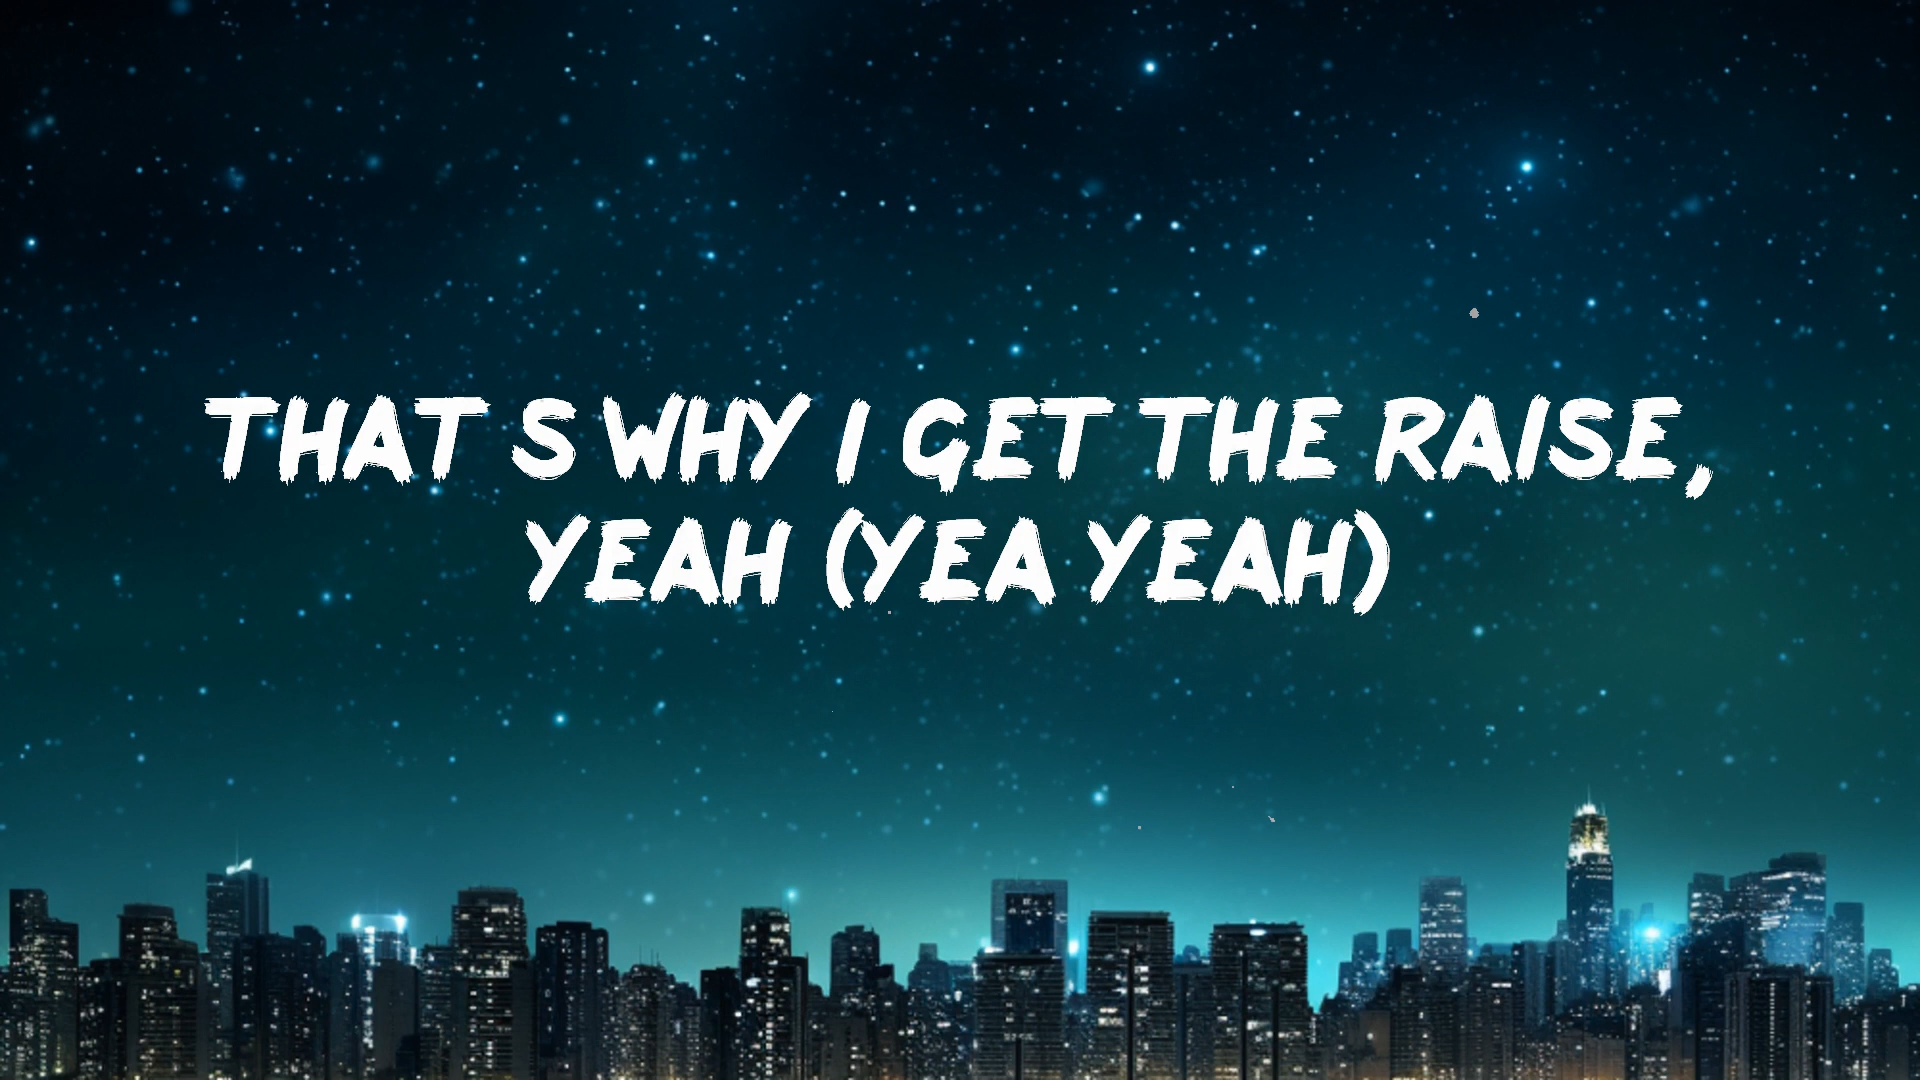 THAT S WHY I GET THE RAISE,
YEAH (YEA YEAH)